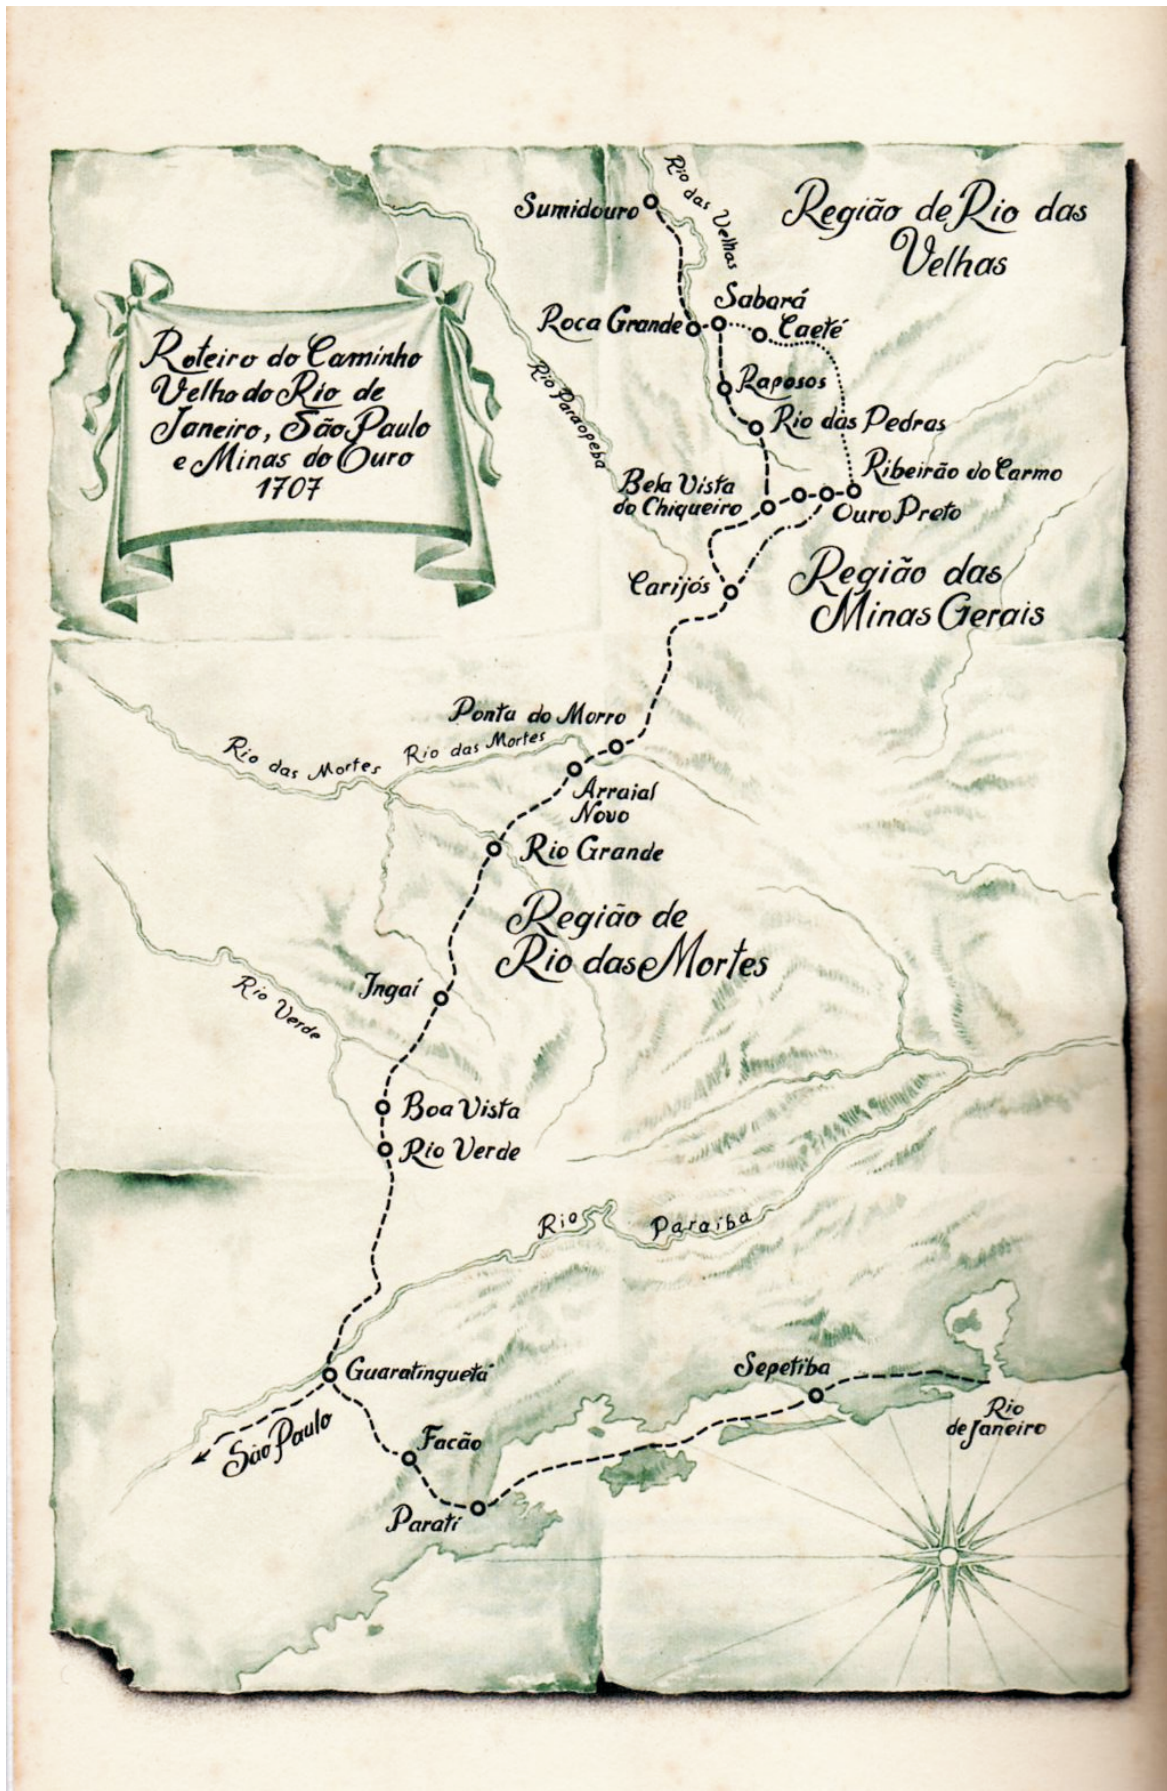 Roteiro do Caminho
Velho do Rio de
Janeiro, São Paulo
e Minas do Ouro
1707
Sumidouro
Rio das Velhas
Região de Rio das
Velhas
Sabará
Roca Grande
Caeté
Rio Paraopeba
Raposos
Rio das Pedras
Ribeirão do Carmo
Bela Vista
do Chiqueiro
Ouro Preto
Carijós
Região das
Minas Gerais
Ponta do Morro
Rio das Mortes
Rio das Mortes
Arraial
Novo
Rio Grande
Região de
Rio das Mortes
Ingaí
Rio Verde
Boa Vista
Rio Verde
Rio Paraiba
Guaratinguetá
Sepetiba
Rio
de Janeiro
São Paulo
Facão
Parati